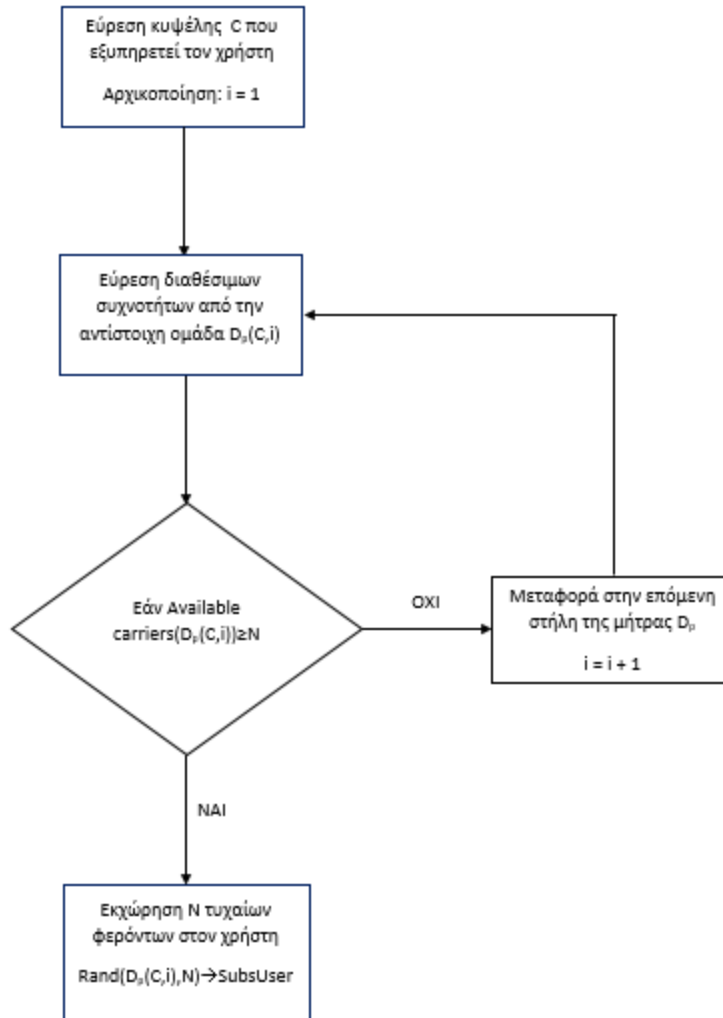 Εύρεση κυψέλης C που
εξυπηρετεί τον χρήστη
Αρχικοποίηση: i = 1
Εύρεση διαθέσιμων
συχνοτήτων από την
αντίστοιχη ομάδα Dₚ(C,i)
Εάν Available
carriers(Dₚ(C,i))≥N
ΟΧΙ
Μεταφορά στην επόμενη
στήλη της μήτρας Dₚ
i = i + 1
ΝΑΙ
Εκχώρηση N τυχαίων
φερόντων στον χρήστη
Rand(Dₚ(C,i),N)→SubsUser